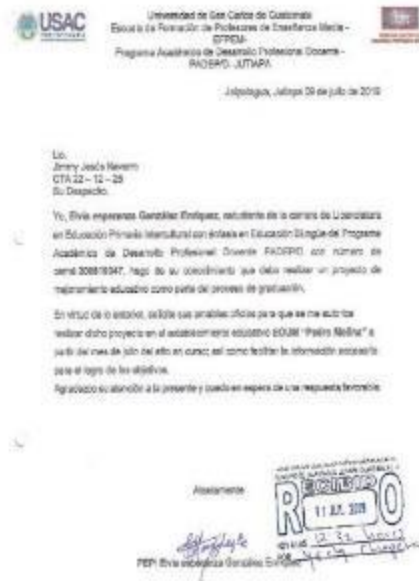 USAC
Universidad de San Carlos de Guatemala
Escuela de Formación de Profesores de Enseñanza Media -
EFPEM-
Programa Académico de Desarrollo Profesional Docente -
PADEP/D- JUTIAPA
Jalpatagua, Jutiapa 09 de julio de 2019
Lic.
Jimmy Jesús Navarro
CTA 22 – 12 – 25
Su Despacho.
Yo, Elvia esperanza González Enríquez, estudiante de la carrera de Licenciatura
en Educación Primaria Intercultural con énfasis en Educación Bilingüe del Programa
Académico de Desarrollo Profesional Docente PADEP/D con número de
carné hago de su conocimiento que debo realizar un proyecto de
mejoramiento educativo como parte del proceso de graduación.
En virtud de lo anterior, solicito sus amables oficios para que se me autorice
realizar dicho proyecto en el establecimiento educativo EOUM "Pedro Molina" a
partir del mes de julio del año en curso; así como facilitar la información necesaria
para el logro de los objetivos.
Agradezco su atención a la presente y quedo en espera de una respuesta favorable.
Atentamente
RECIBIDO
11 JUL. 2019
PEP: Elvia esperanza González Enríquez